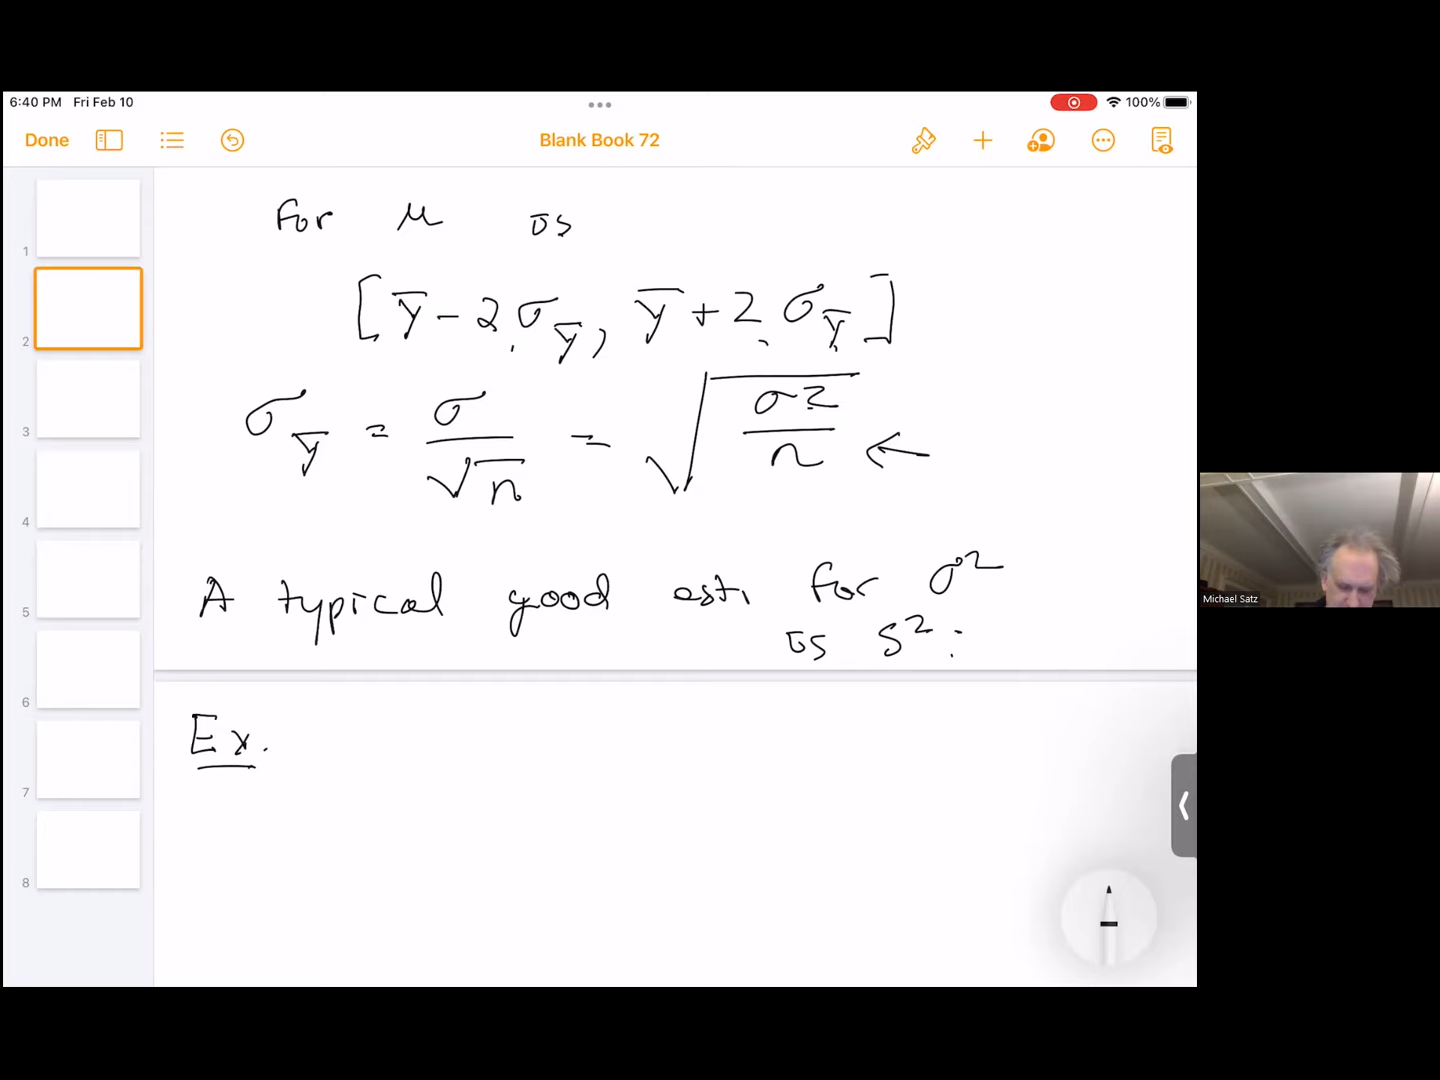 6:40 PM Fri Feb 10
100%
Done
Blank Book 72
For μ is
[ȳ - 2σ_ȳ, ȳ + 2σ_ȳ]
σ_ȳ = σ/√n = √(σ²/n) ←
A typical good est. for σ²
is s²:
Ex.
1
2
3
4
5
6
7
8
Michael Satz